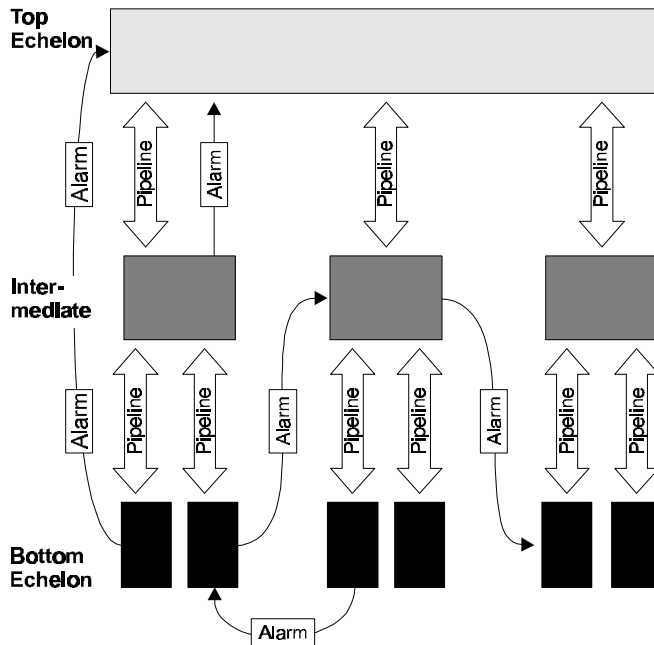 Top
Echelon
Alarm
Pipeline
Alarm
Pipeline
Pipeline
Inter-
mediate
Alarm
Pipeline
Pipeline
Alarm
Pipeline
Pipeline
Alarm
Pipeline
Pipeline
Bottom
Echelon
Alarm